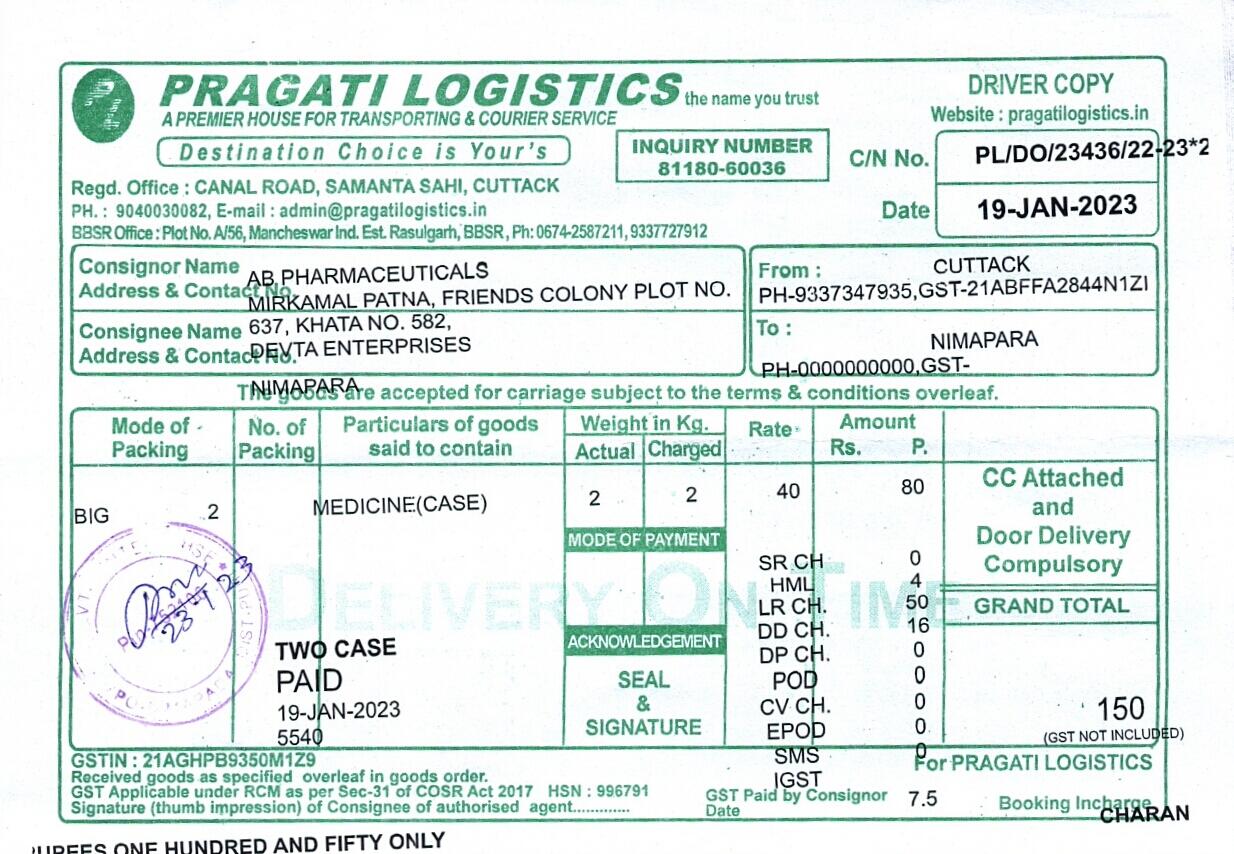 PRAGATI LOGISTICS the name you trust
A PREMIER HOUSE FOR TRANSPORTING & COURIER SERVICE
Destination Choice is Your's
INQUIRY NUMBER
81180-60036
DRIVER COPY
Website : pragatilogistics.in
C/N No. PL/DO/23436/22-23*2
Date 19-JAN-2023
Regd. Office : CANAL ROAD, SAMANTA SAHI, CUTTACK
PH. : 9040030082, E-mail : admin@pragatilogistics.in
BBSR Office : Plot No. A/56, Mancheswar Ind. Est. Rasulgarh, BBSR, Ph: 0674-2587211, 9337727912
Consignor Name AB PHARMACEUTICALS
Address & Contact No. MIRKAMAL PATNA, FRIENDS COLONY PLOT NO.
Consignee Name 637, KHATA NO. 582,
Address & Contact No. DEVTA ENTERPRISES
NIMAPARA
From : CUTTACK
PH-9337347935,GST-21ABFFA2844N1ZI
To : NIMAPARA
PH-0000000000,GST-
The goods are accepted for carriage subject to the terms & conditions overleaf.
Mode of Packing
No. of Packing
Particulars of goods said to contain
Weight in Kg.
Actual Charged
Rate
Amount
Rs. P.
BIG 2 MEDICINE(CASE) 2 2 40 80
CC Attached
and
Door Delivery
Compulsory
MODE OF PAYMENT
DELIVERY ON TIME
SR CH 0
HML 4
LR CH. 50
DD CH. 16
DP CH. 0
POD 0
CV CH. 0
EPOD 0
SMS 0
IGST
GRAND TOTAL
150
(GST NOT INCLUDED)
ACKNOWLEDGEMENT
SEAL
&
SIGNATURE
TWO CASE
PAID
19-JAN-2023
5540
GSTIN : 21AGHPB9350M1Z9
Received goods as specified overleaf in goods order.
GST Applicable under RCM as per Sec-31 of COSR Act 2017 HSN : 996791
Signature (thumb impression) of Consignee of authorised agent.............
GST Paid by Consignor 7.5
Date
For PRAGATI LOGISTICS
Booking Incharge
CHARAN
RUPEES ONE HUNDRED AND FIFTY ONLY